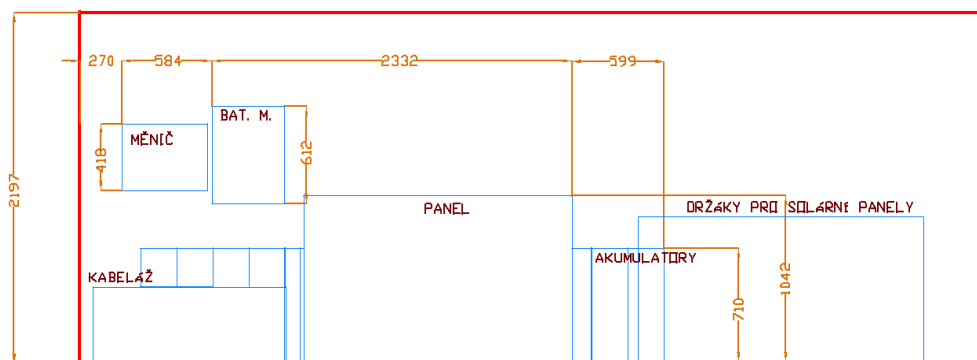 270 584 2332 599
BAT. M.
MĚNIČ
418
612
2197
PANEL
DRŽÁKY PRO SOLÁRNÍ PANELY
AKUMULATORY
KABELÁŽ
710
1042